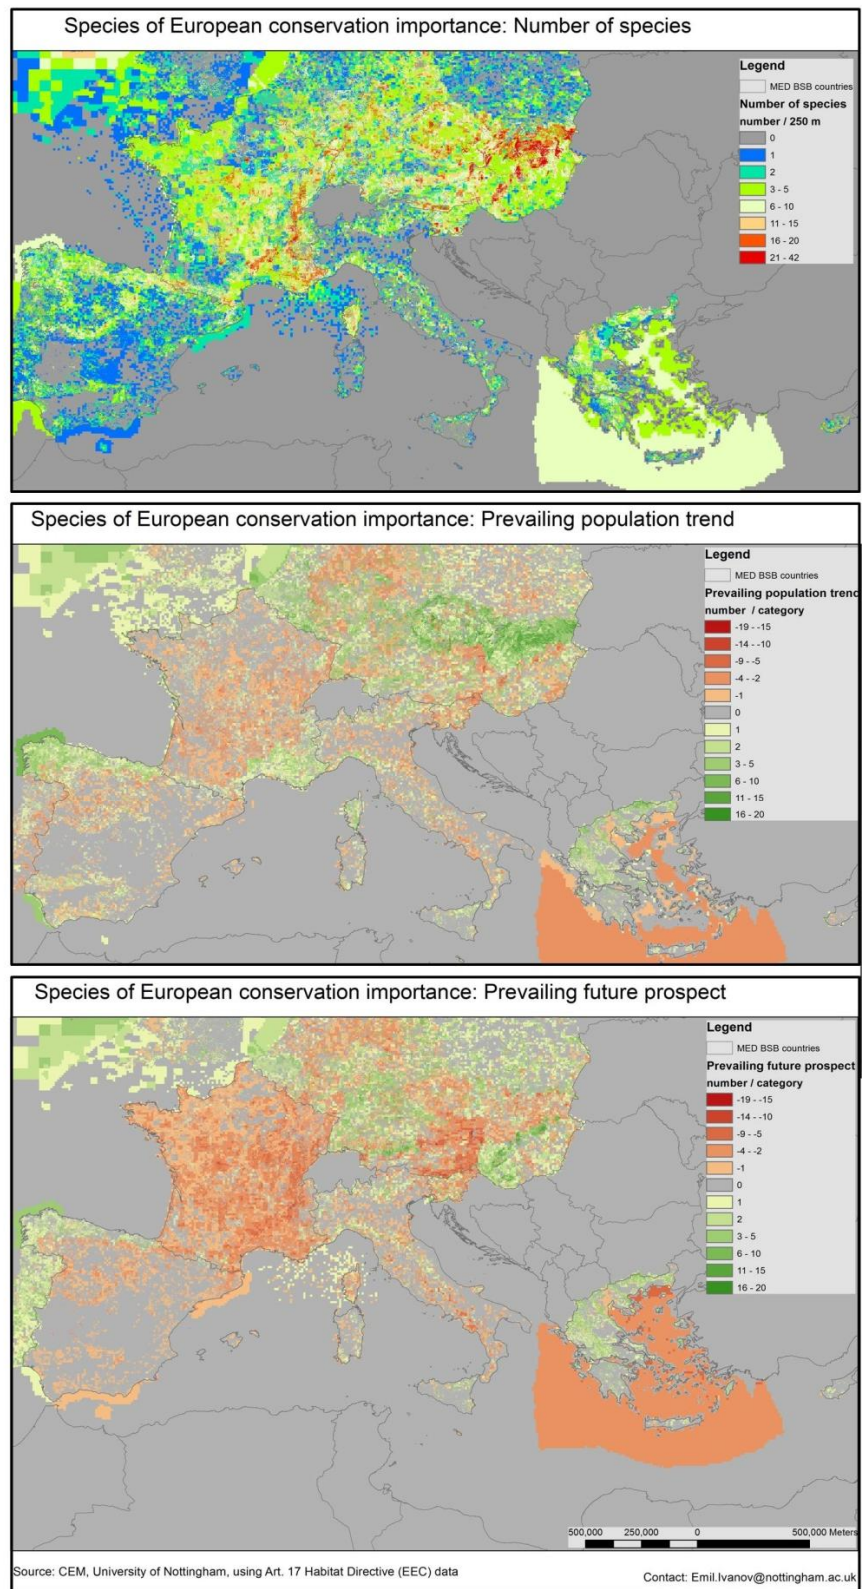 Species of European conservation importance: Number of species
Legend
MED BSB countries
Number of species
number / 250 m
0
1
2
3 - 5
6 - 10
11 - 15
16 - 20
21 - 42
Species of European conservation importance: Prevailing population trend
Legend
MED BSB countries
Prevailing population trend
number / category
-19 - -15
-14 - -10
-9 - -5
-4 - -2
-1
0
1
2
3 - 5
6 - 10
11 - 15
16 - 20
Species of European conservation importance: Prevailing future prospect
Legend
MED BSB countries
Prevailing future prospect
number / category
-19 - -15
-14 - -10
-9 - -5
-4 - -2
-1
0
1
2
3 - 5
6 - 10
11 - 15
16 - 20
500,000 250,000 0 500,000 Meters
Source: CEM, University of Nottingham, using Art. 17 Habitat Directive (EEC) data
Contact: Emil.Ivanov@nottingham.ac.uk